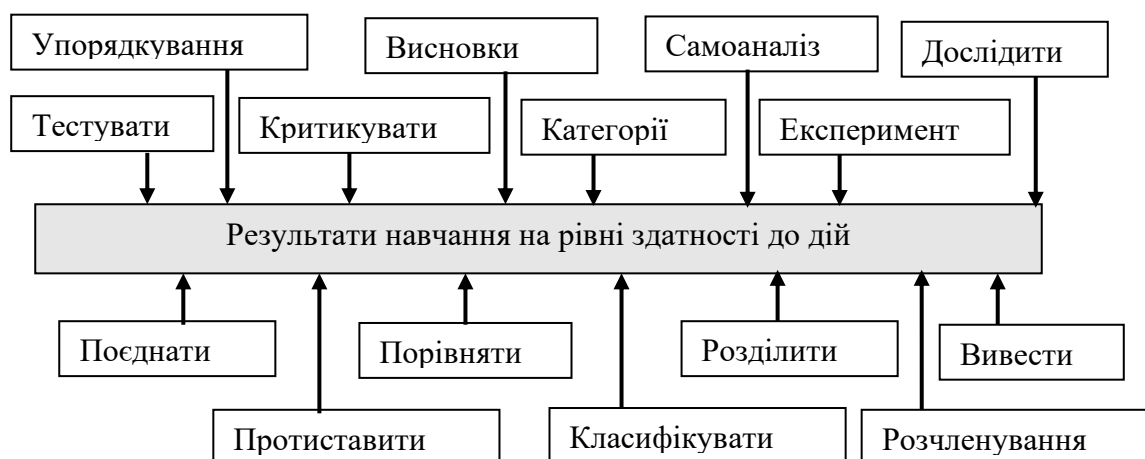 Упорядкування
Висновки
Самоаналіз
Дослідити
Тестувати
Критикувати
Категорії
Експеримент
Результати навчання на рівні здатності до дій
Поєднати
Порівняти
Розділити
Вивести
Протиставити
Класифікувати
Розчленування